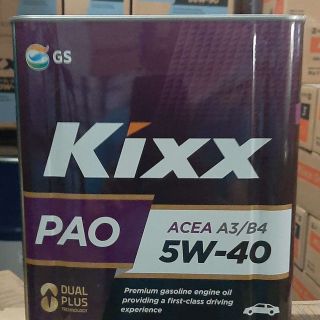 GS
Kixx
PAO
ACEA A3/B4
5W-40
DUAL
PLUS
TECHNOLOGY
Premium gasoline engine oil
providing a first-class driving
experience